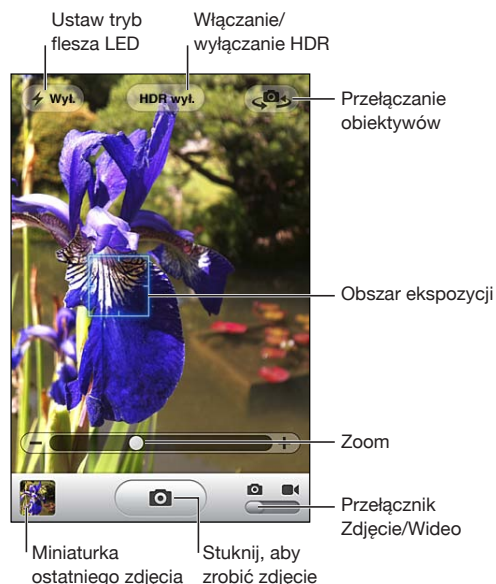 Ustaw tryb
flesza LED
Włączanie/
wyłączanie HDR
Wył.
HDR wył.
Przełączanie
obiektywów
Obszar ekspozycji
Zoom
Przełącznik
Zdjęcie/Wideo
Miniaturka
ostatniego zdjęcia
Stuknij, aby
zrobić zdjęcie